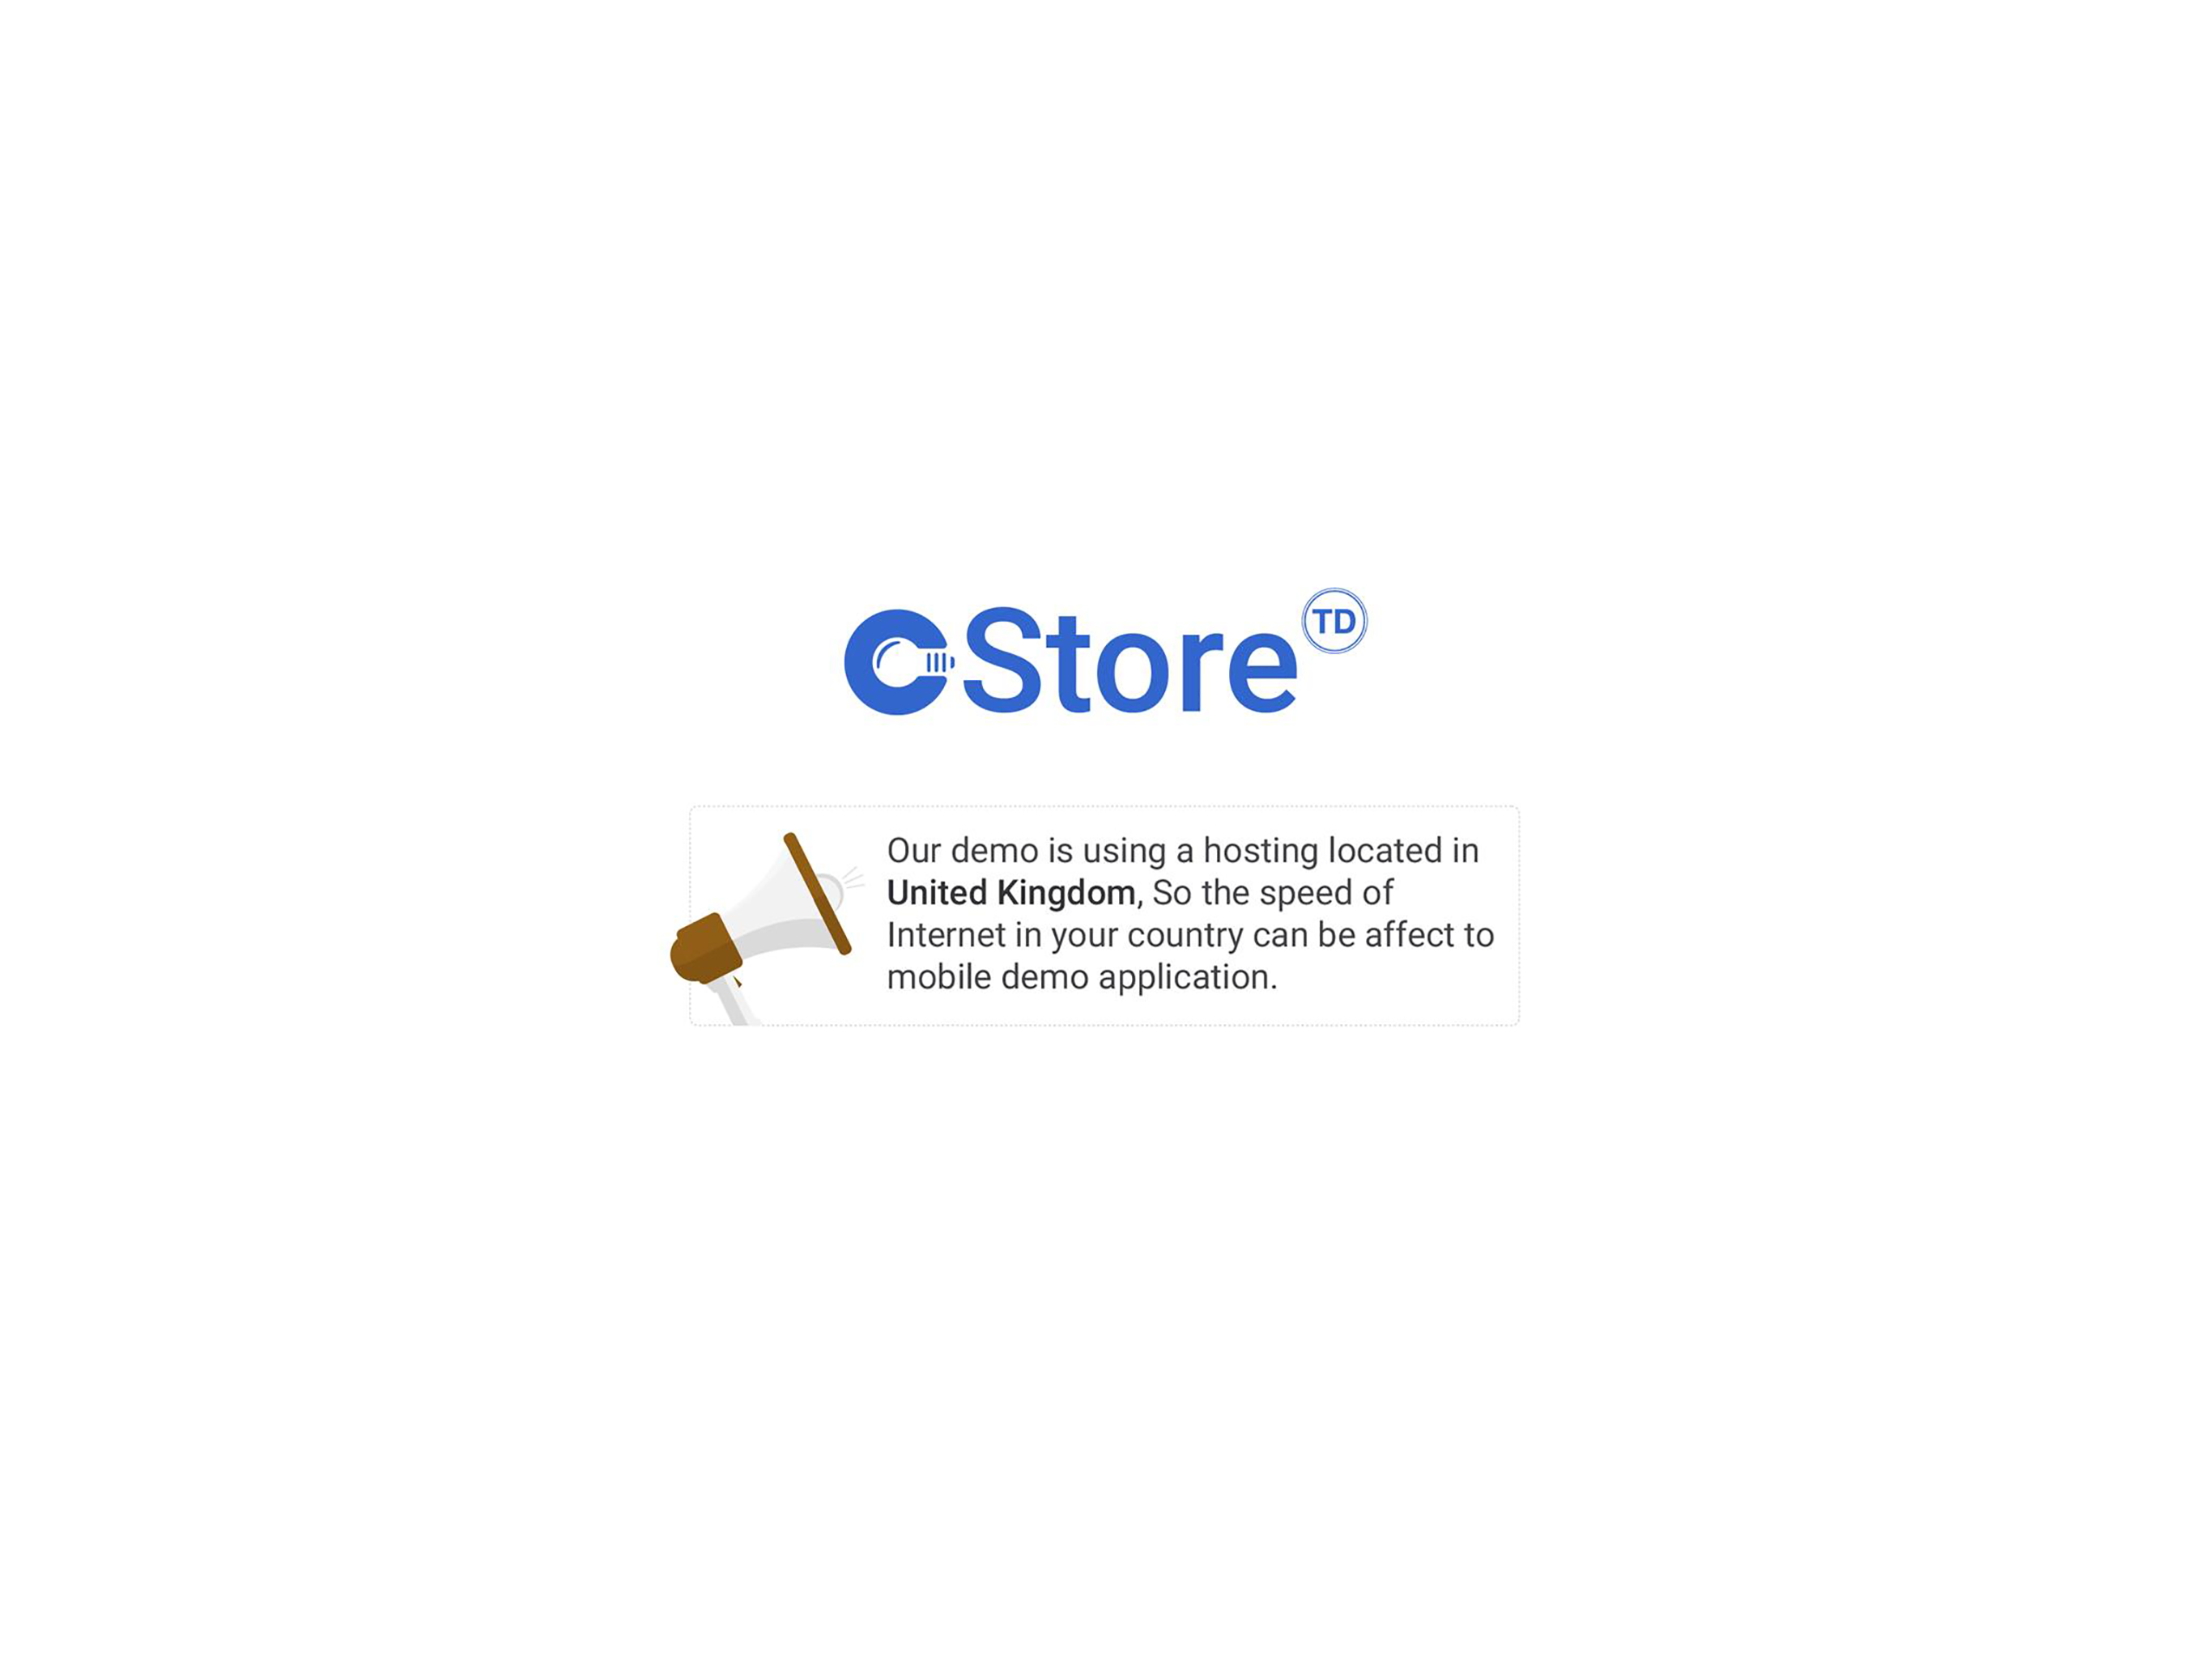 CStore TD
Our demo is using a hosting located in
United Kingdom, So the speed of
Internet in your country can be affect to
mobile demo application.